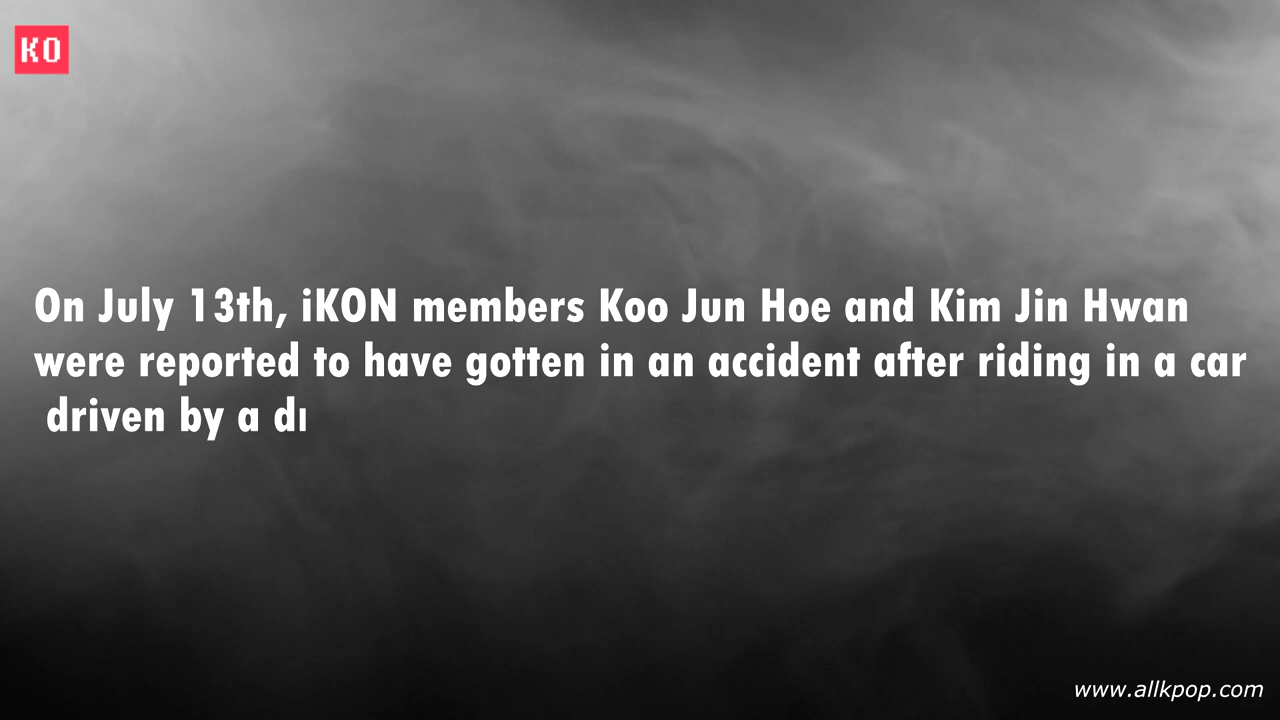 KO
On July 13th, iKON members Koo Jun Hoe and Kim Jin Hwan
were reported to have gotten in an accident after riding in a car
driven by a
www.allkpop.com